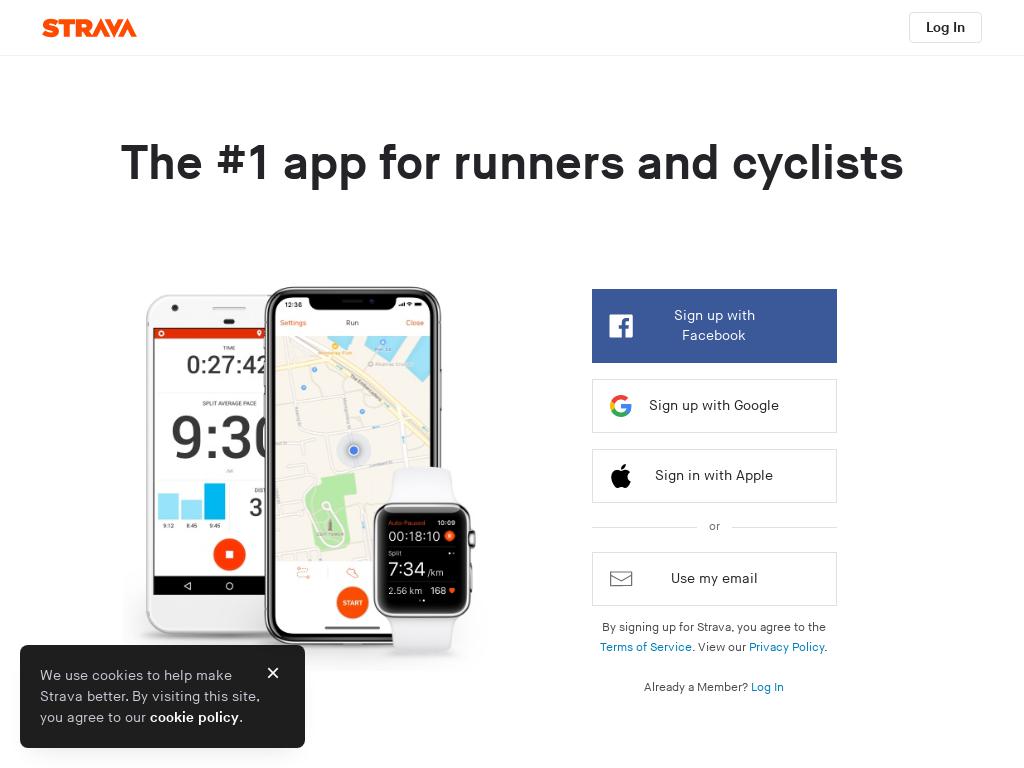 STRAVA
Log In
The #1 app for runners and cyclists
TIME
0:27:42
SPLIT AVERAGE PACE
9:30
/MI
9:12 8:45 9:45
12:36
Settings Run Close
START
Auto-Paused 10:09
00:18:10
Split
7:34 /km
2.56 km 168
Sign up with
Facebook
Sign up with Google
Sign in with Apple
or
Use my email
By signing up for Strava, you agree to the
Terms of Service. View our Privacy Policy.
Already a Member? Log In
We use cookies to help make
Strava better. By visiting this site,
you agree to our cookie policy.